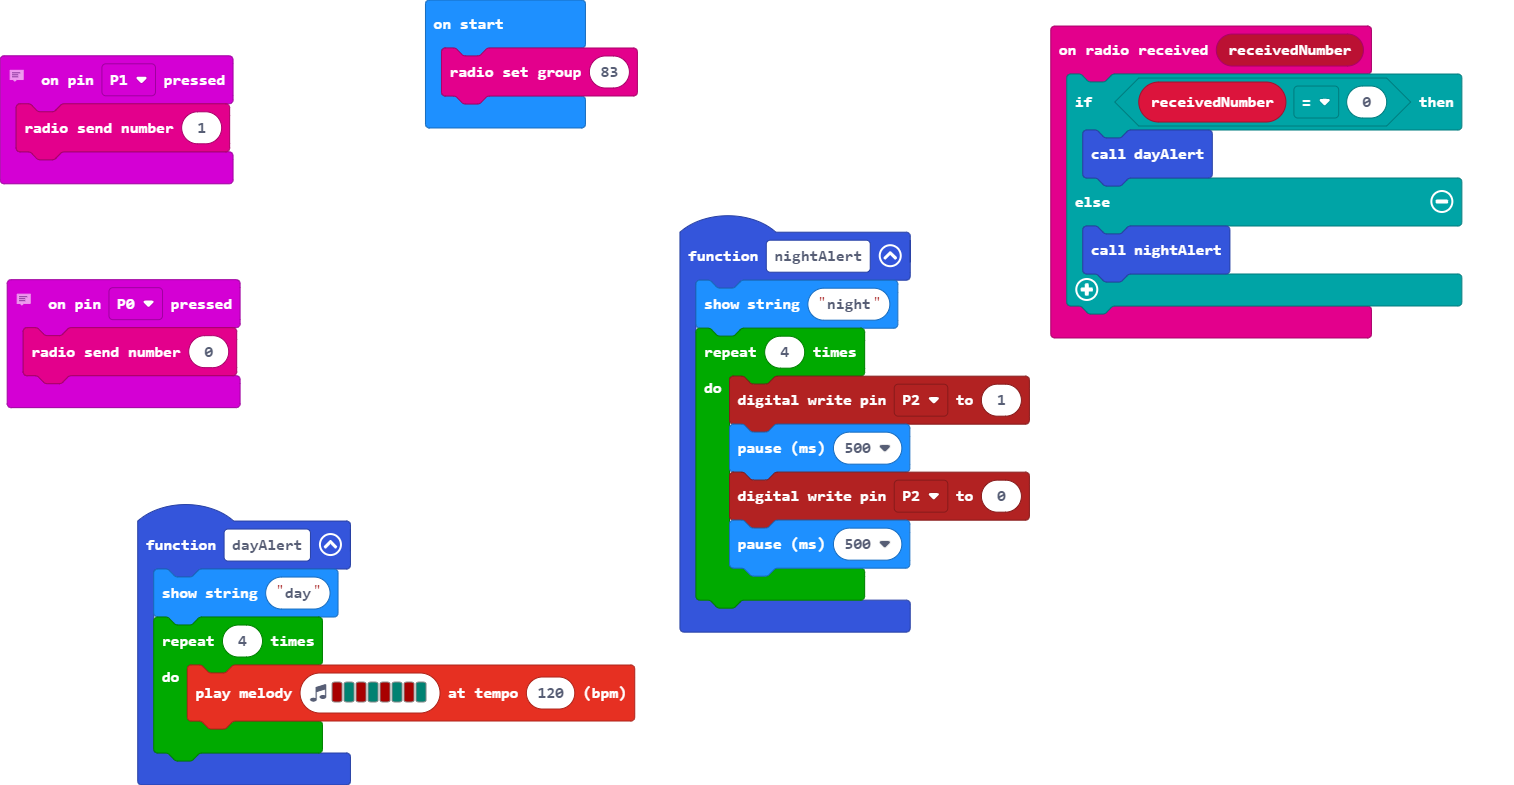 on start
radio set group 83
on pin P1 pressed
radio send number 1
on pin P0 pressed
radio send number 0
function dayAlert
show string "day"
repeat 4 times
do
play melody at tempo 120 (bpm)
function nightAlert
show string "night"
repeat 4 times
do
digital write pin P2 to 1
pause (ms) 500
digital write pin P2 to 0
pause (ms) 500
on radio received receivedNumber
if receivedNumber = 0 then
call dayAlert
else
call nightAlert